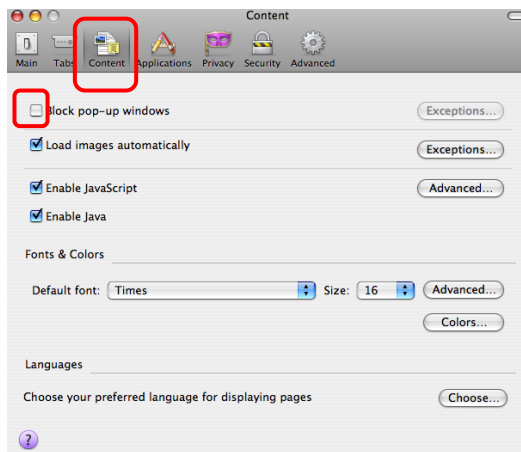 Content
Main Tabs Content Applications Privacy Security Advanced
Block pop-up windows Exceptions...
Load images automatically Exceptions...
Enable JavaScript Advanced...
Enable Java
Fonts & Colors
Default font: Times Size: 16 Advanced...
Colors...
Languages
Choose your preferred language for displaying pages Choose...
?